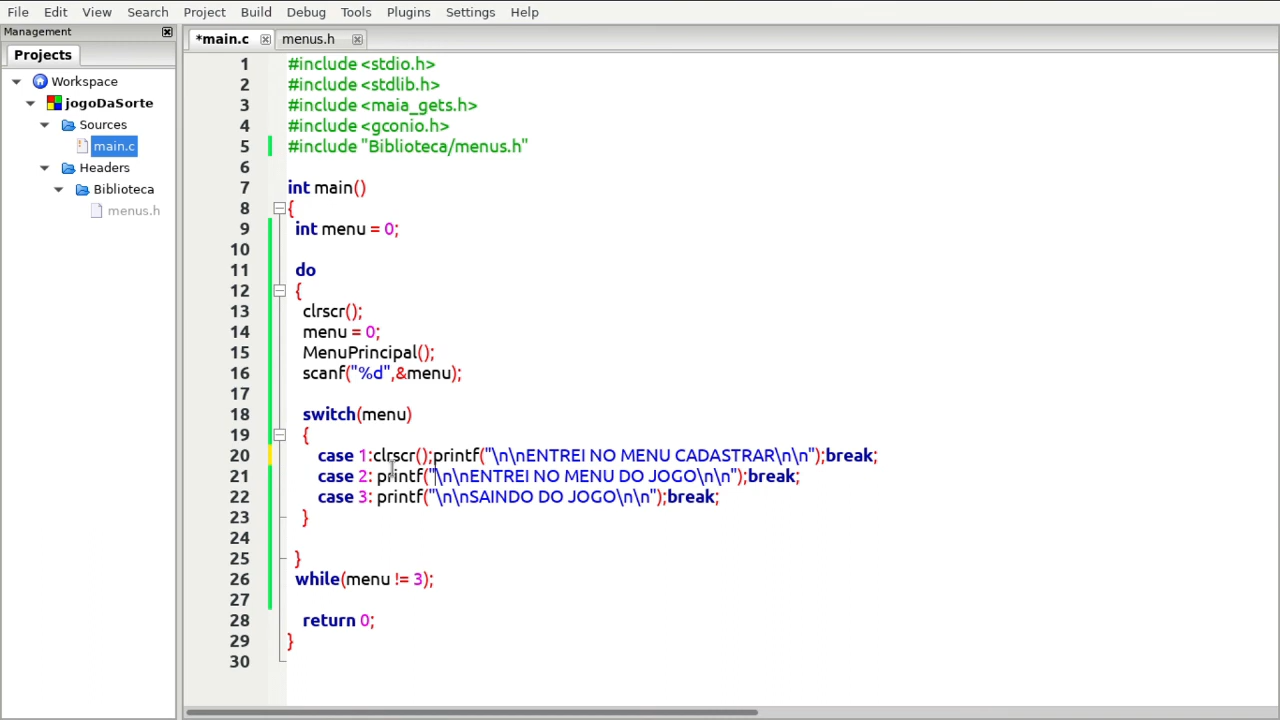 File Edit View Search Project Build Debug Tools Plugins Settings Help
Management
Projects
Workspace
jogoDaSorte
Sources
main.c
Headers
Biblioteca
menus.h
*main.c menus.h
1 #include <stdio.h>
2 #include <stdlib.h>
3 #include <maia_gets.h>
4 #include <gconio.h>
5 #include "Biblioteca/menus.h"
6
7 int main()
8 {
9 int menu = 0;
10
11 do
12 {
13 clrscr();
14 menu = 0;
15 MenuPrincipal();
16 scanf("%d",&menu);
17
18 switch(menu)
19 {
20 case 1:clrscr();printf("\n\nENTREI NO MENU CADASTRAR\n\n");break;
21 case 2: printf("\n\nENTREI NO MENU DO JOGO\n\n");break;
22 case 3: printf("\n\nSAINDO DO JOGO\n\n");break;
23 }
24
25 }
26 while(menu != 3);
27
28 return 0;
29 }
30